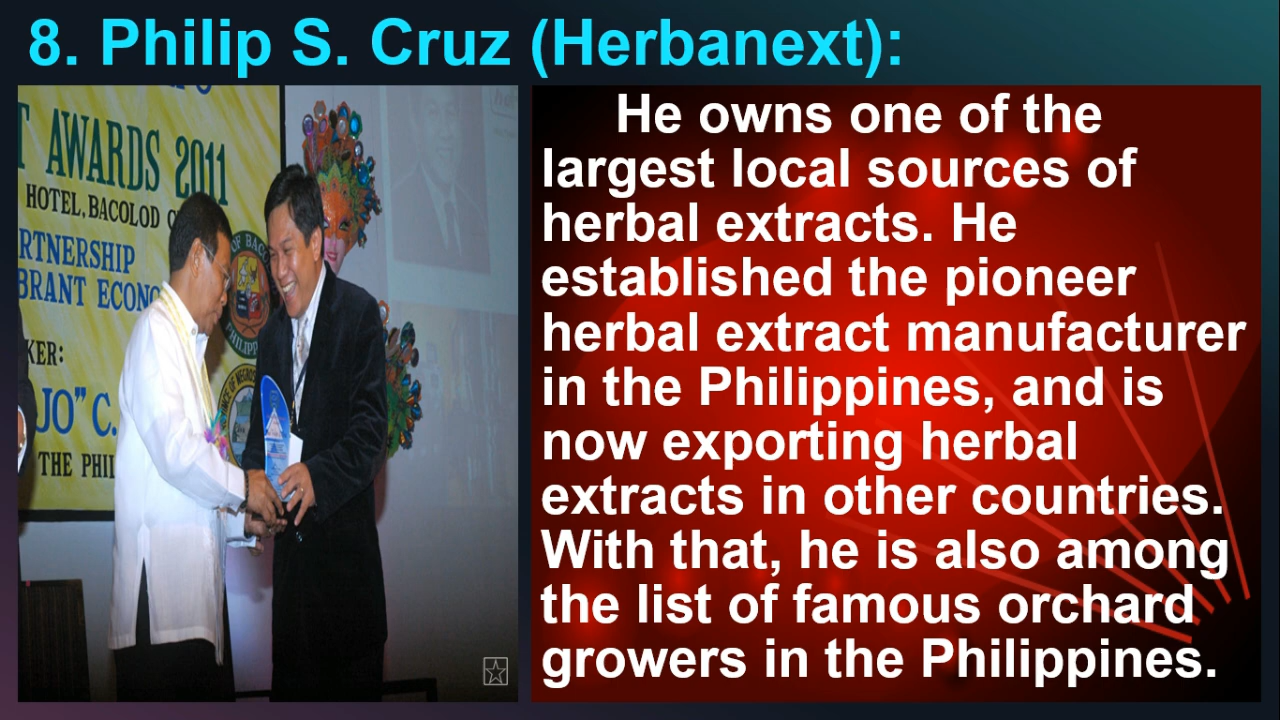 8. Philip S. Cruz (Herbanext):
T AWARDS 2011
HOTEL, BACOLOD
RTNERSHIP
BRANT ECONO
KER:
JO" C.
THE PHIL
He owns one of the
largest local sources of
herbal extracts. He
established the pioneer
herbal extract manufacturer
in the Philippines, and is
now exporting herbal
extracts in other countries.
With that, he is also among
the list of famous orchard
growers in the Philippines.